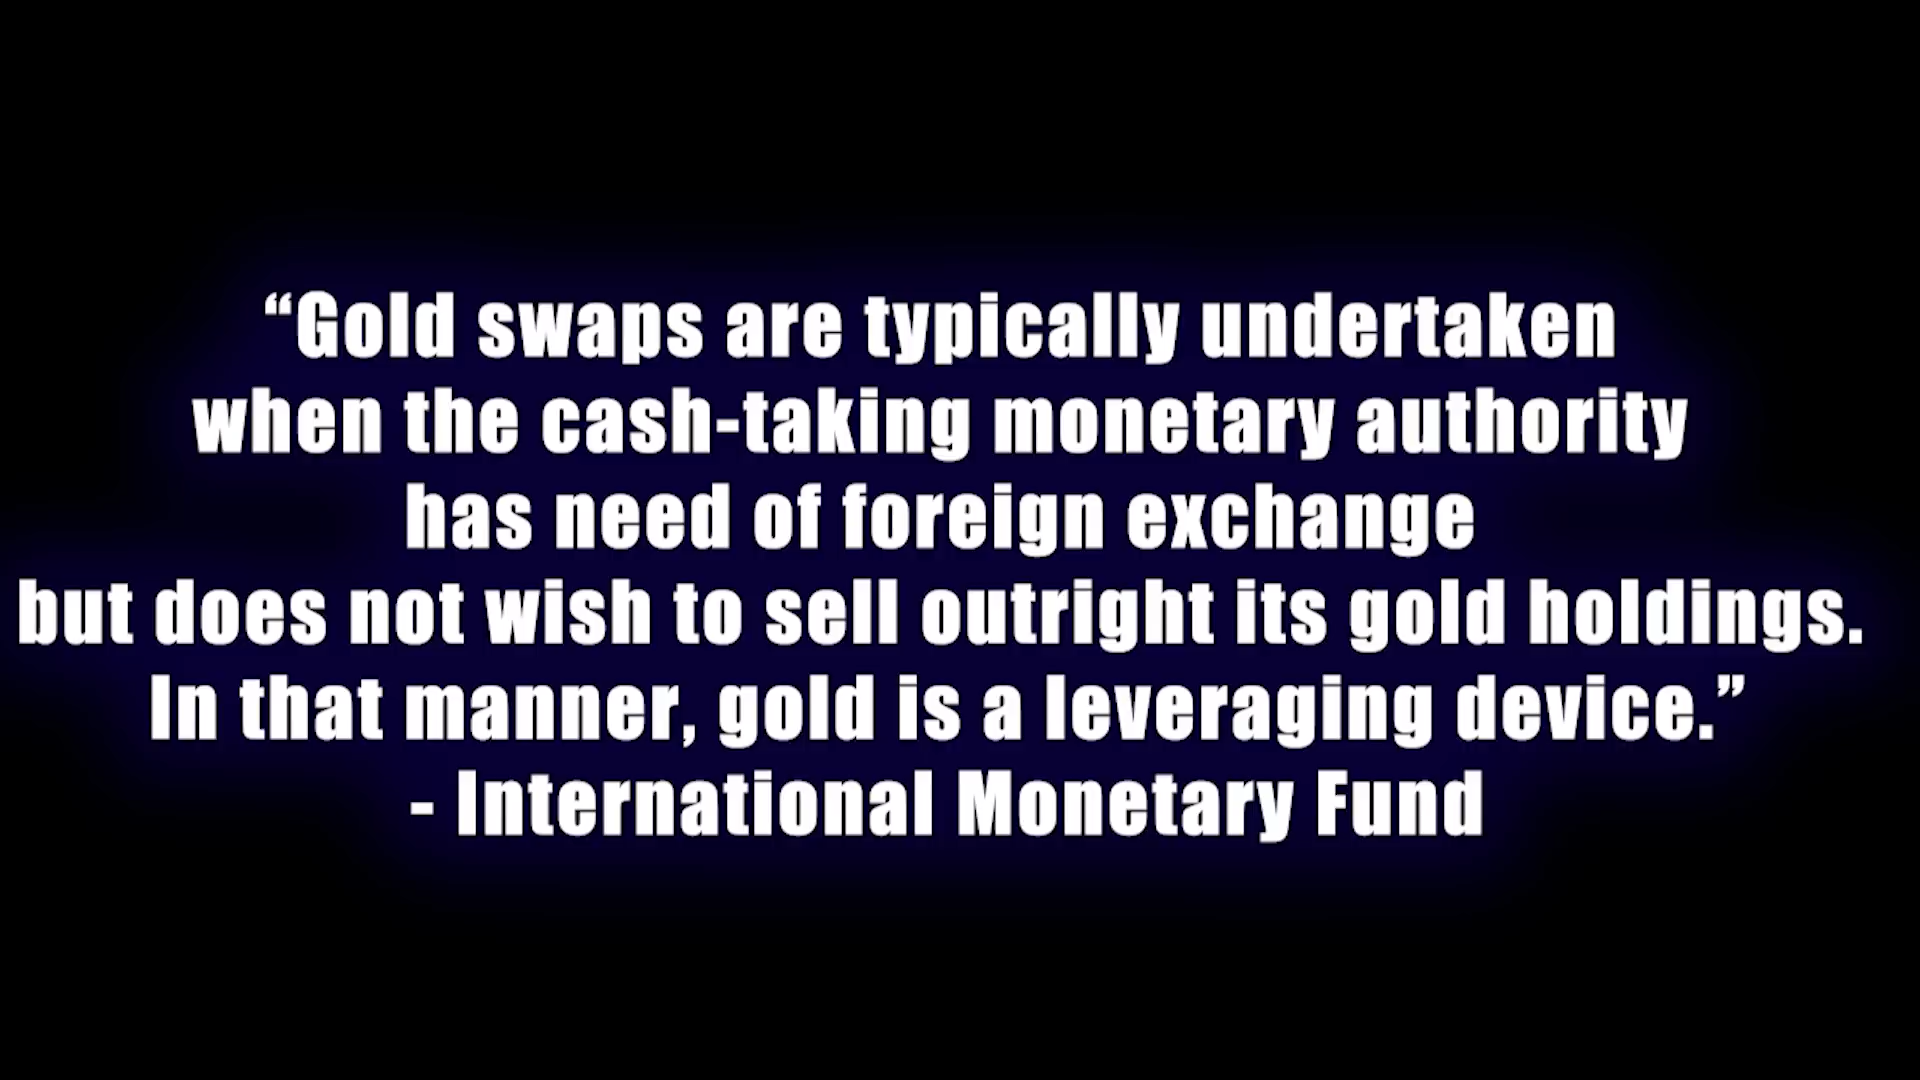 “Gold swaps are typically undertaken
when the cash-taking monetary authority
has need of foreign exchange
but does not wish to sell outright its gold holdings.
In that manner, gold is a leveraging device.”
- International Monetary Fund